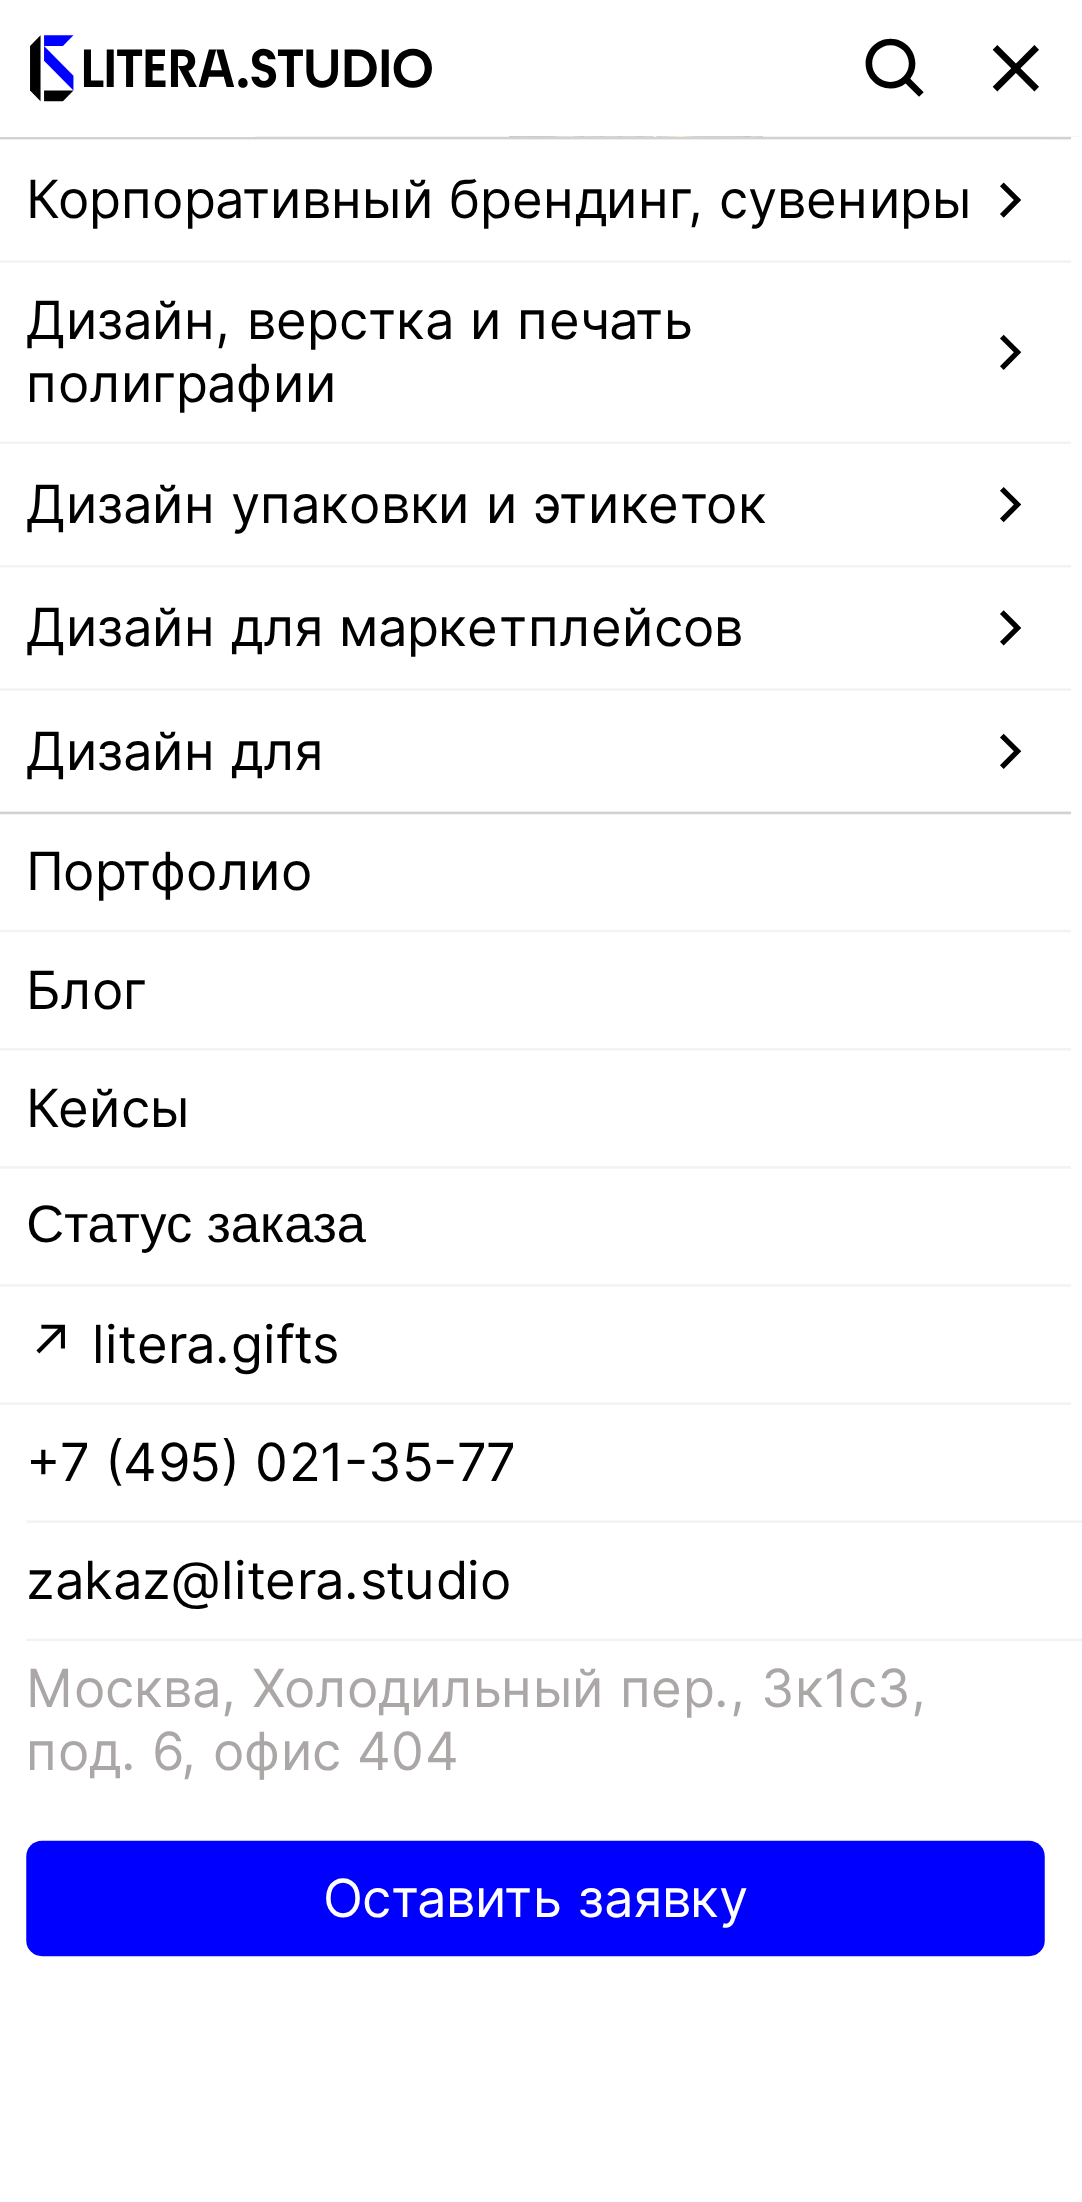 LITERA.STUDIO
Корпоративный брендинг, сувениры
Дизайн, верстка и печать
полиграфии
Дизайн упаковки и этикеток
Дизайн для маркетплейсов
Дизайн для
Портфолио
Блог
Кейсы
Статус заказа
litera.gifts
+7 (495) 021-35-77
zakaz@litera.studio
Москва, Холодильный пер., 3к1с3,
под. 6, офис 404
Оставить заявку